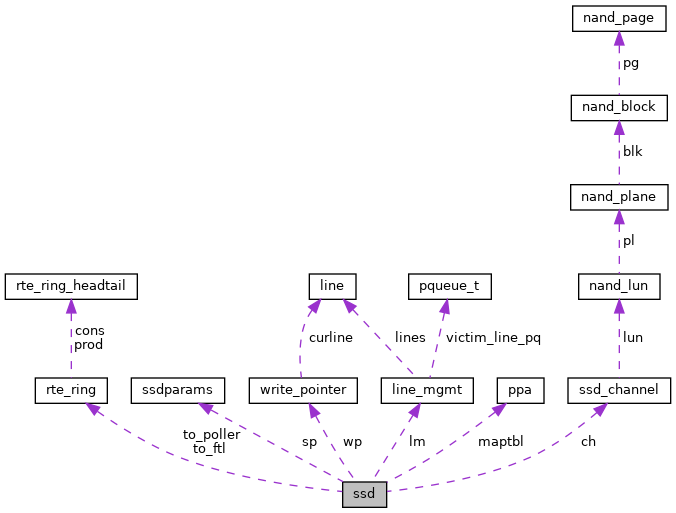 nand_page
pg
nand_block
blk
nand_plane
pl
rte_ring_headtail
line
pqueue_t
nand_lun
cons
prod
curline
lines
victim_line_pq
lun
rte_ring
ssdparams
write_pointer
line_mgmt
ppa
ssd_channel
to_poller
to_ftl
sp
wp
lm
maptbl
ch
ssd